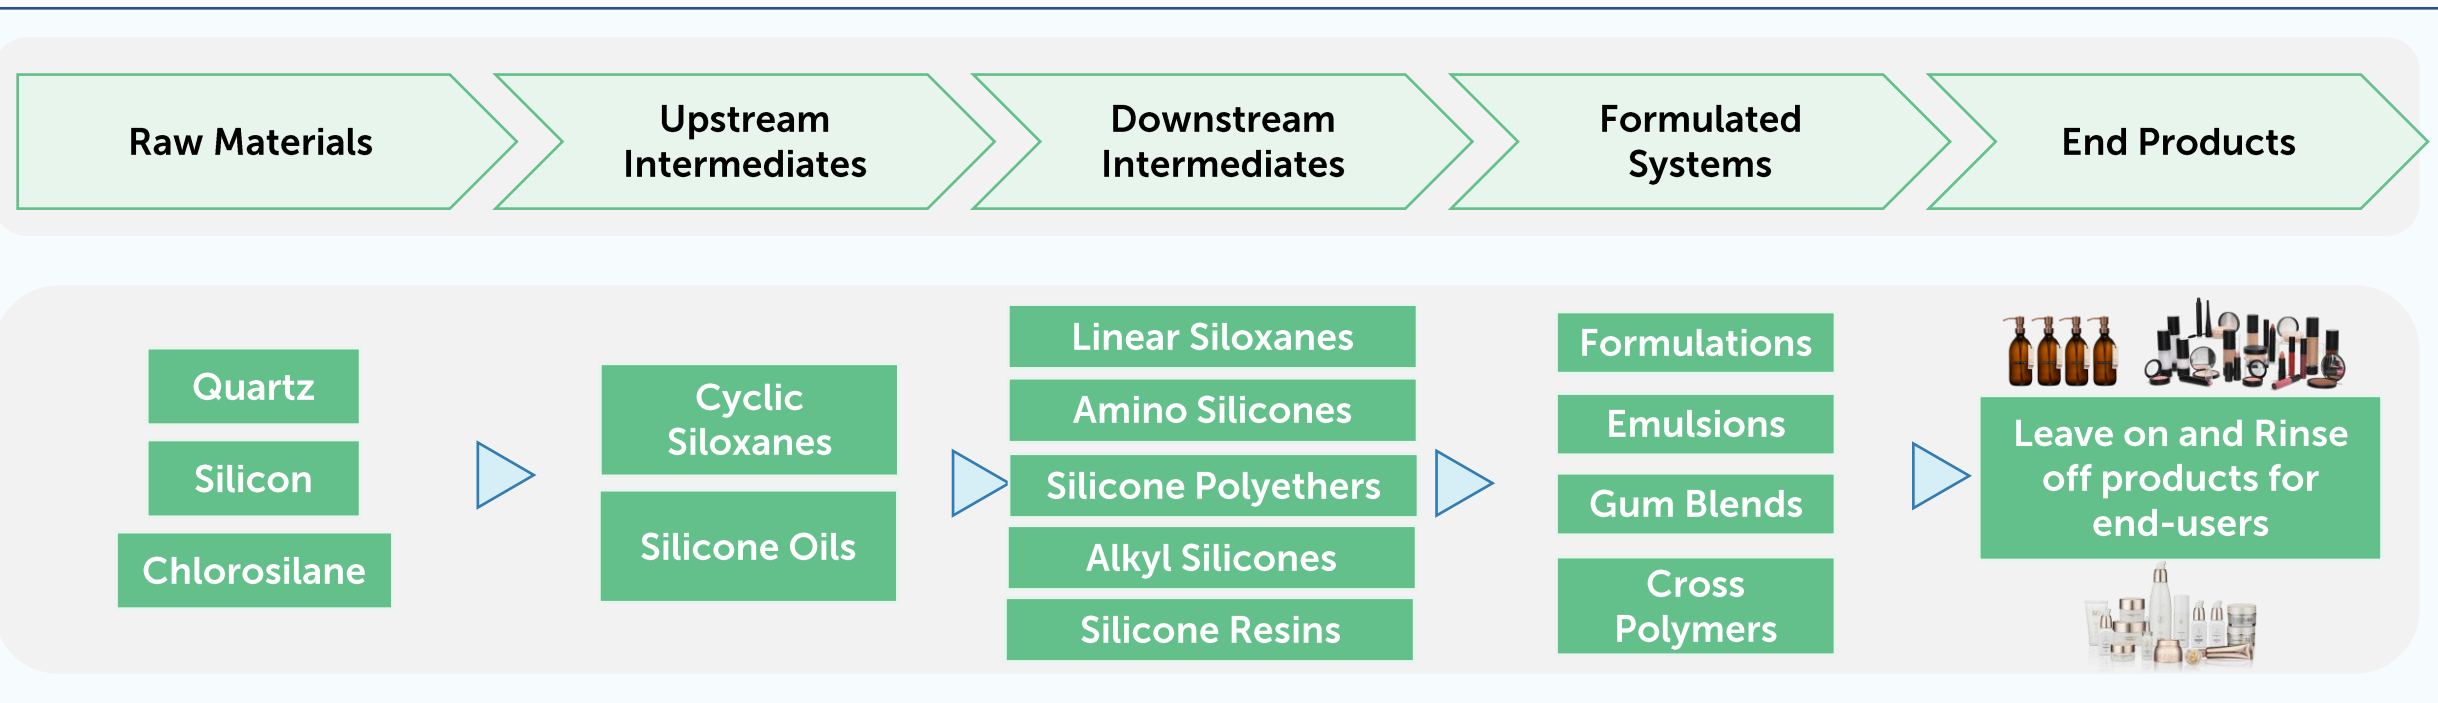 Raw Materials
Upstream
Intermediates
Downstream
Intermediates
Formulated
Systems
End Products
Quartz
Silicon
Chlorosilane
Cyclic
Siloxanes
Silicone Oils
Linear Siloxanes
Amino Silicones
Silicone Polyethers
Alkyl Silicones
Silicone Resins
Formulations
Emulsions
Gum Blends
Cross
Polymers
Leave on and Rinse
off products for
end-users